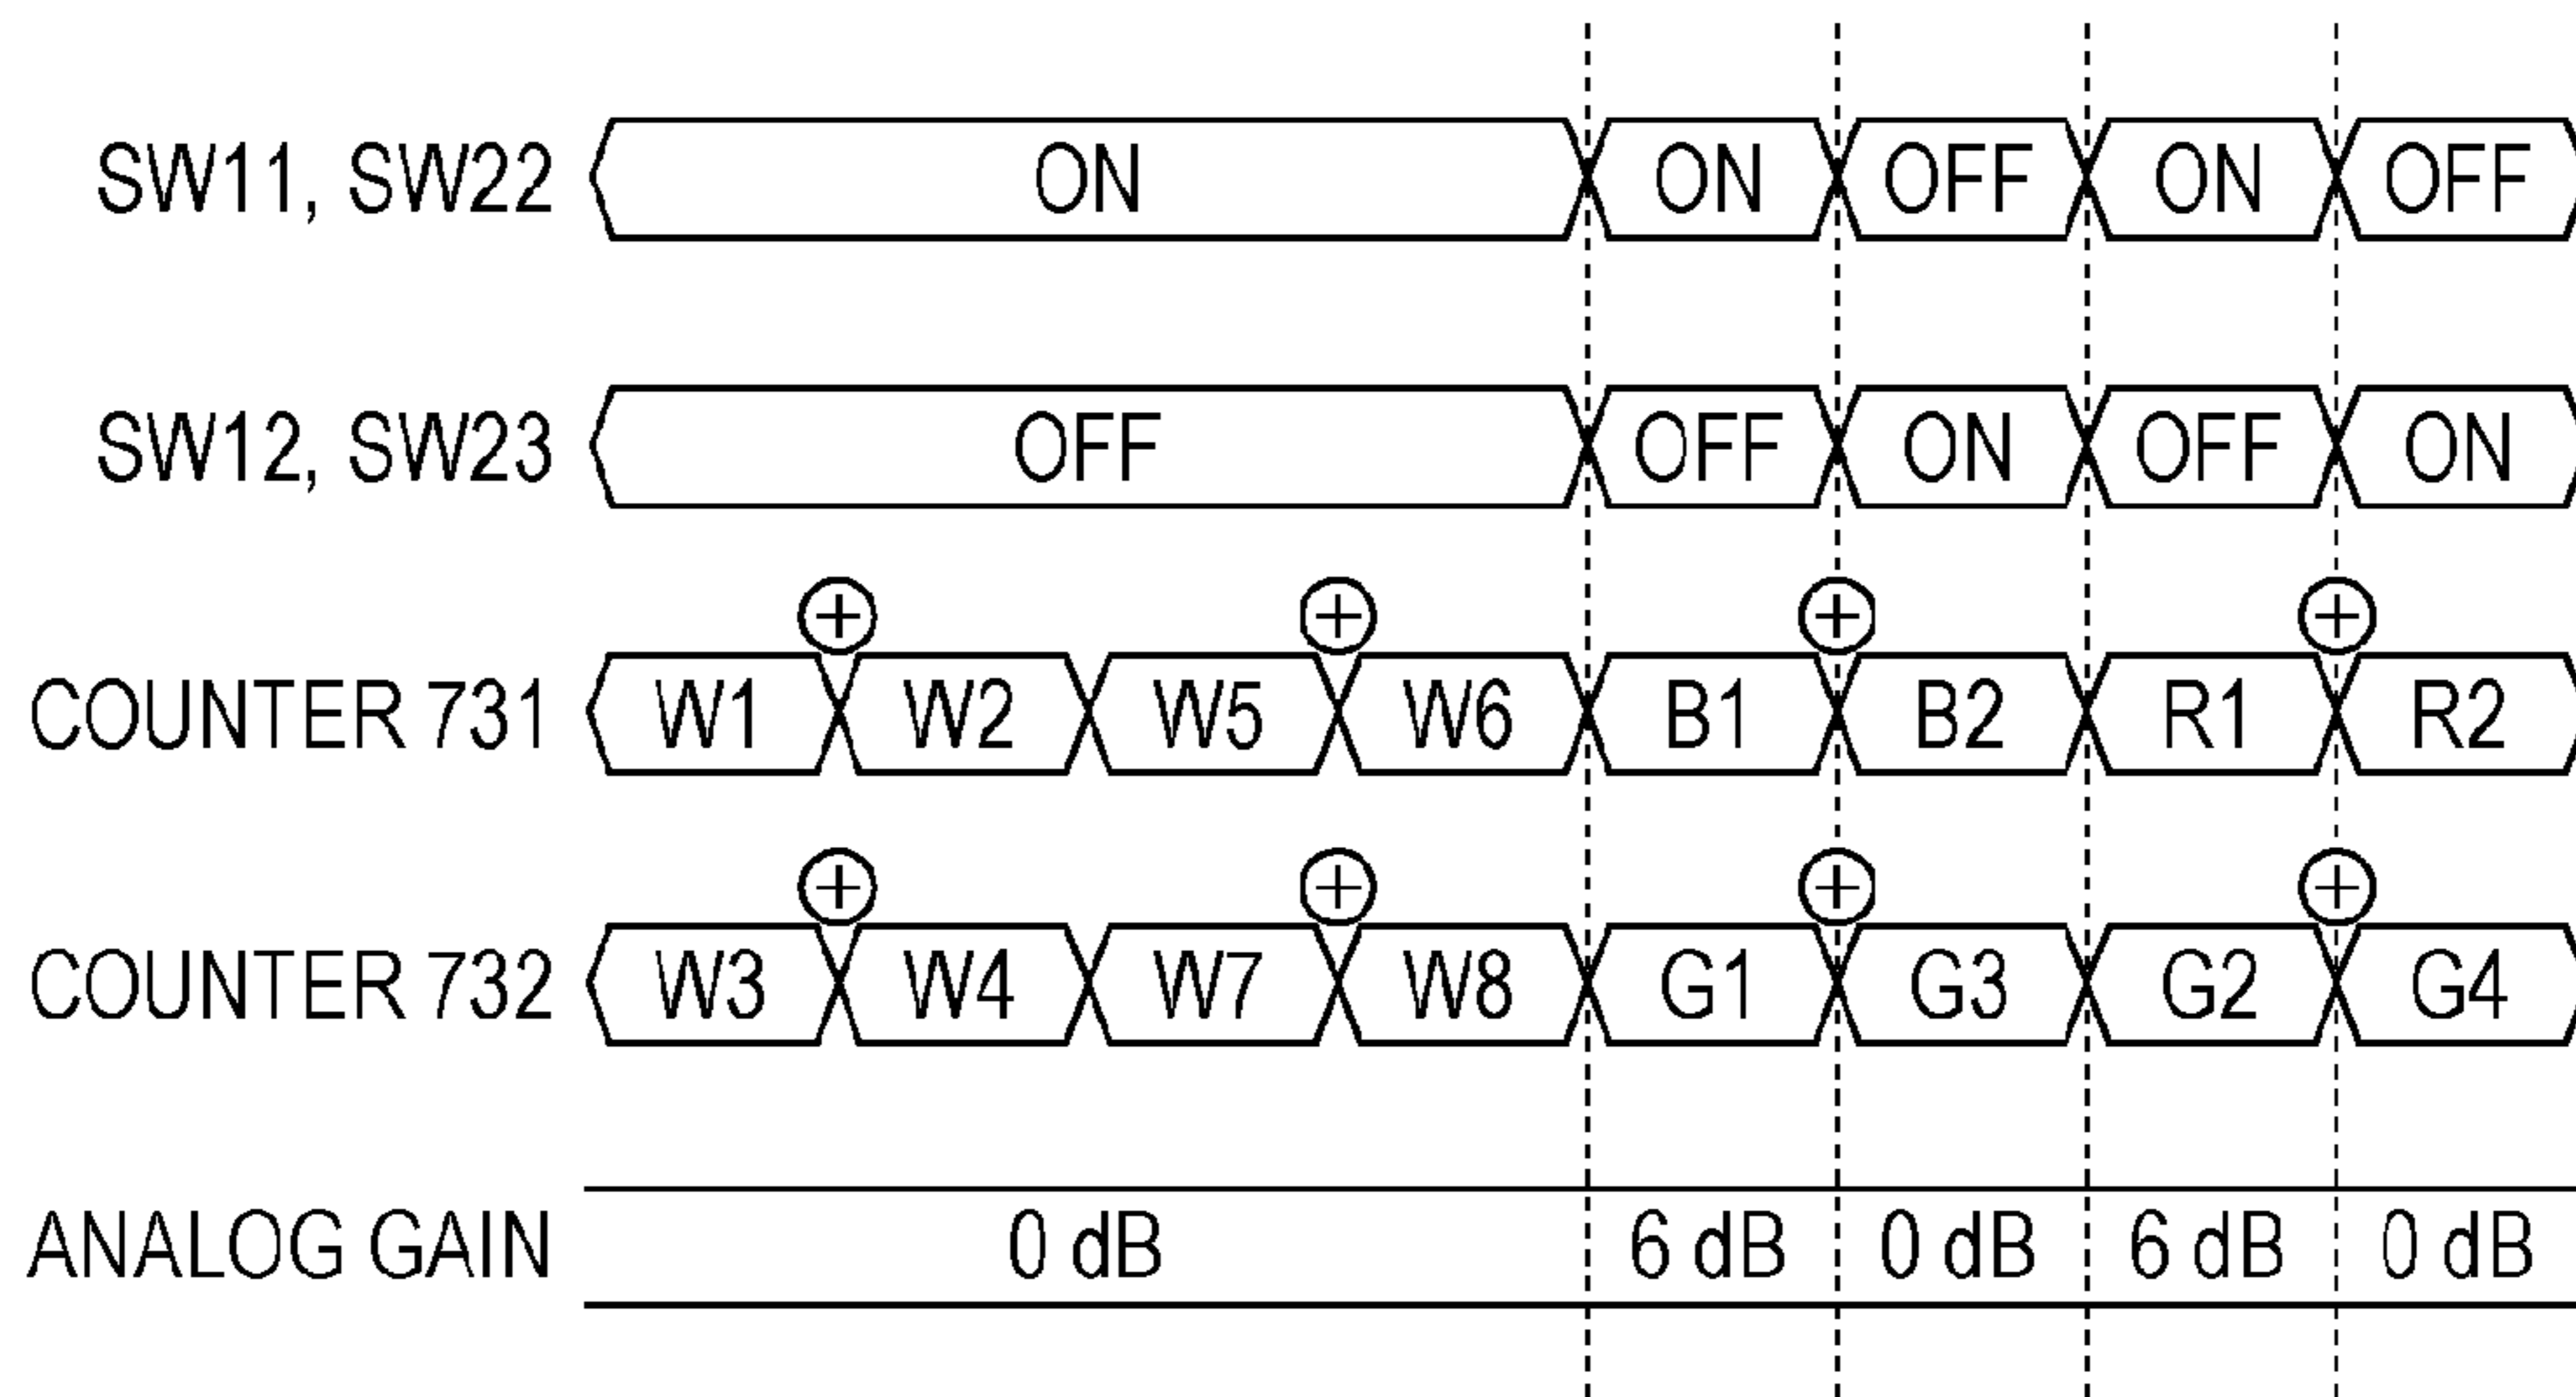 SW11, SW22 ON ON OFF ON OFF
SW12, SW23 OFF OFF ON OFF ON
+ + + +
COUNTER 731 W1 W2 W5 W6 B1 B2 R1 R2
+ + + +
COUNTER 732 W3 W4 W7 W8 G1 G3 G2 G4
ANALOG GAIN 0 dB 6 dB 0 dB 6 dB 0 dB